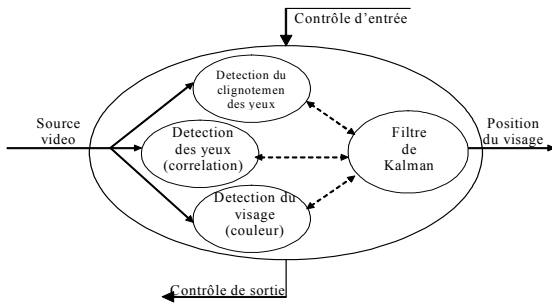 Contrôle d'entrée
Detection du
clignotemen
des yeux
Source
video
Detection
des yeux
(correlation)
Filtre
de
Kalman
Position
du visage
Detection du
visage
(couleur)
Contrôle de sortie